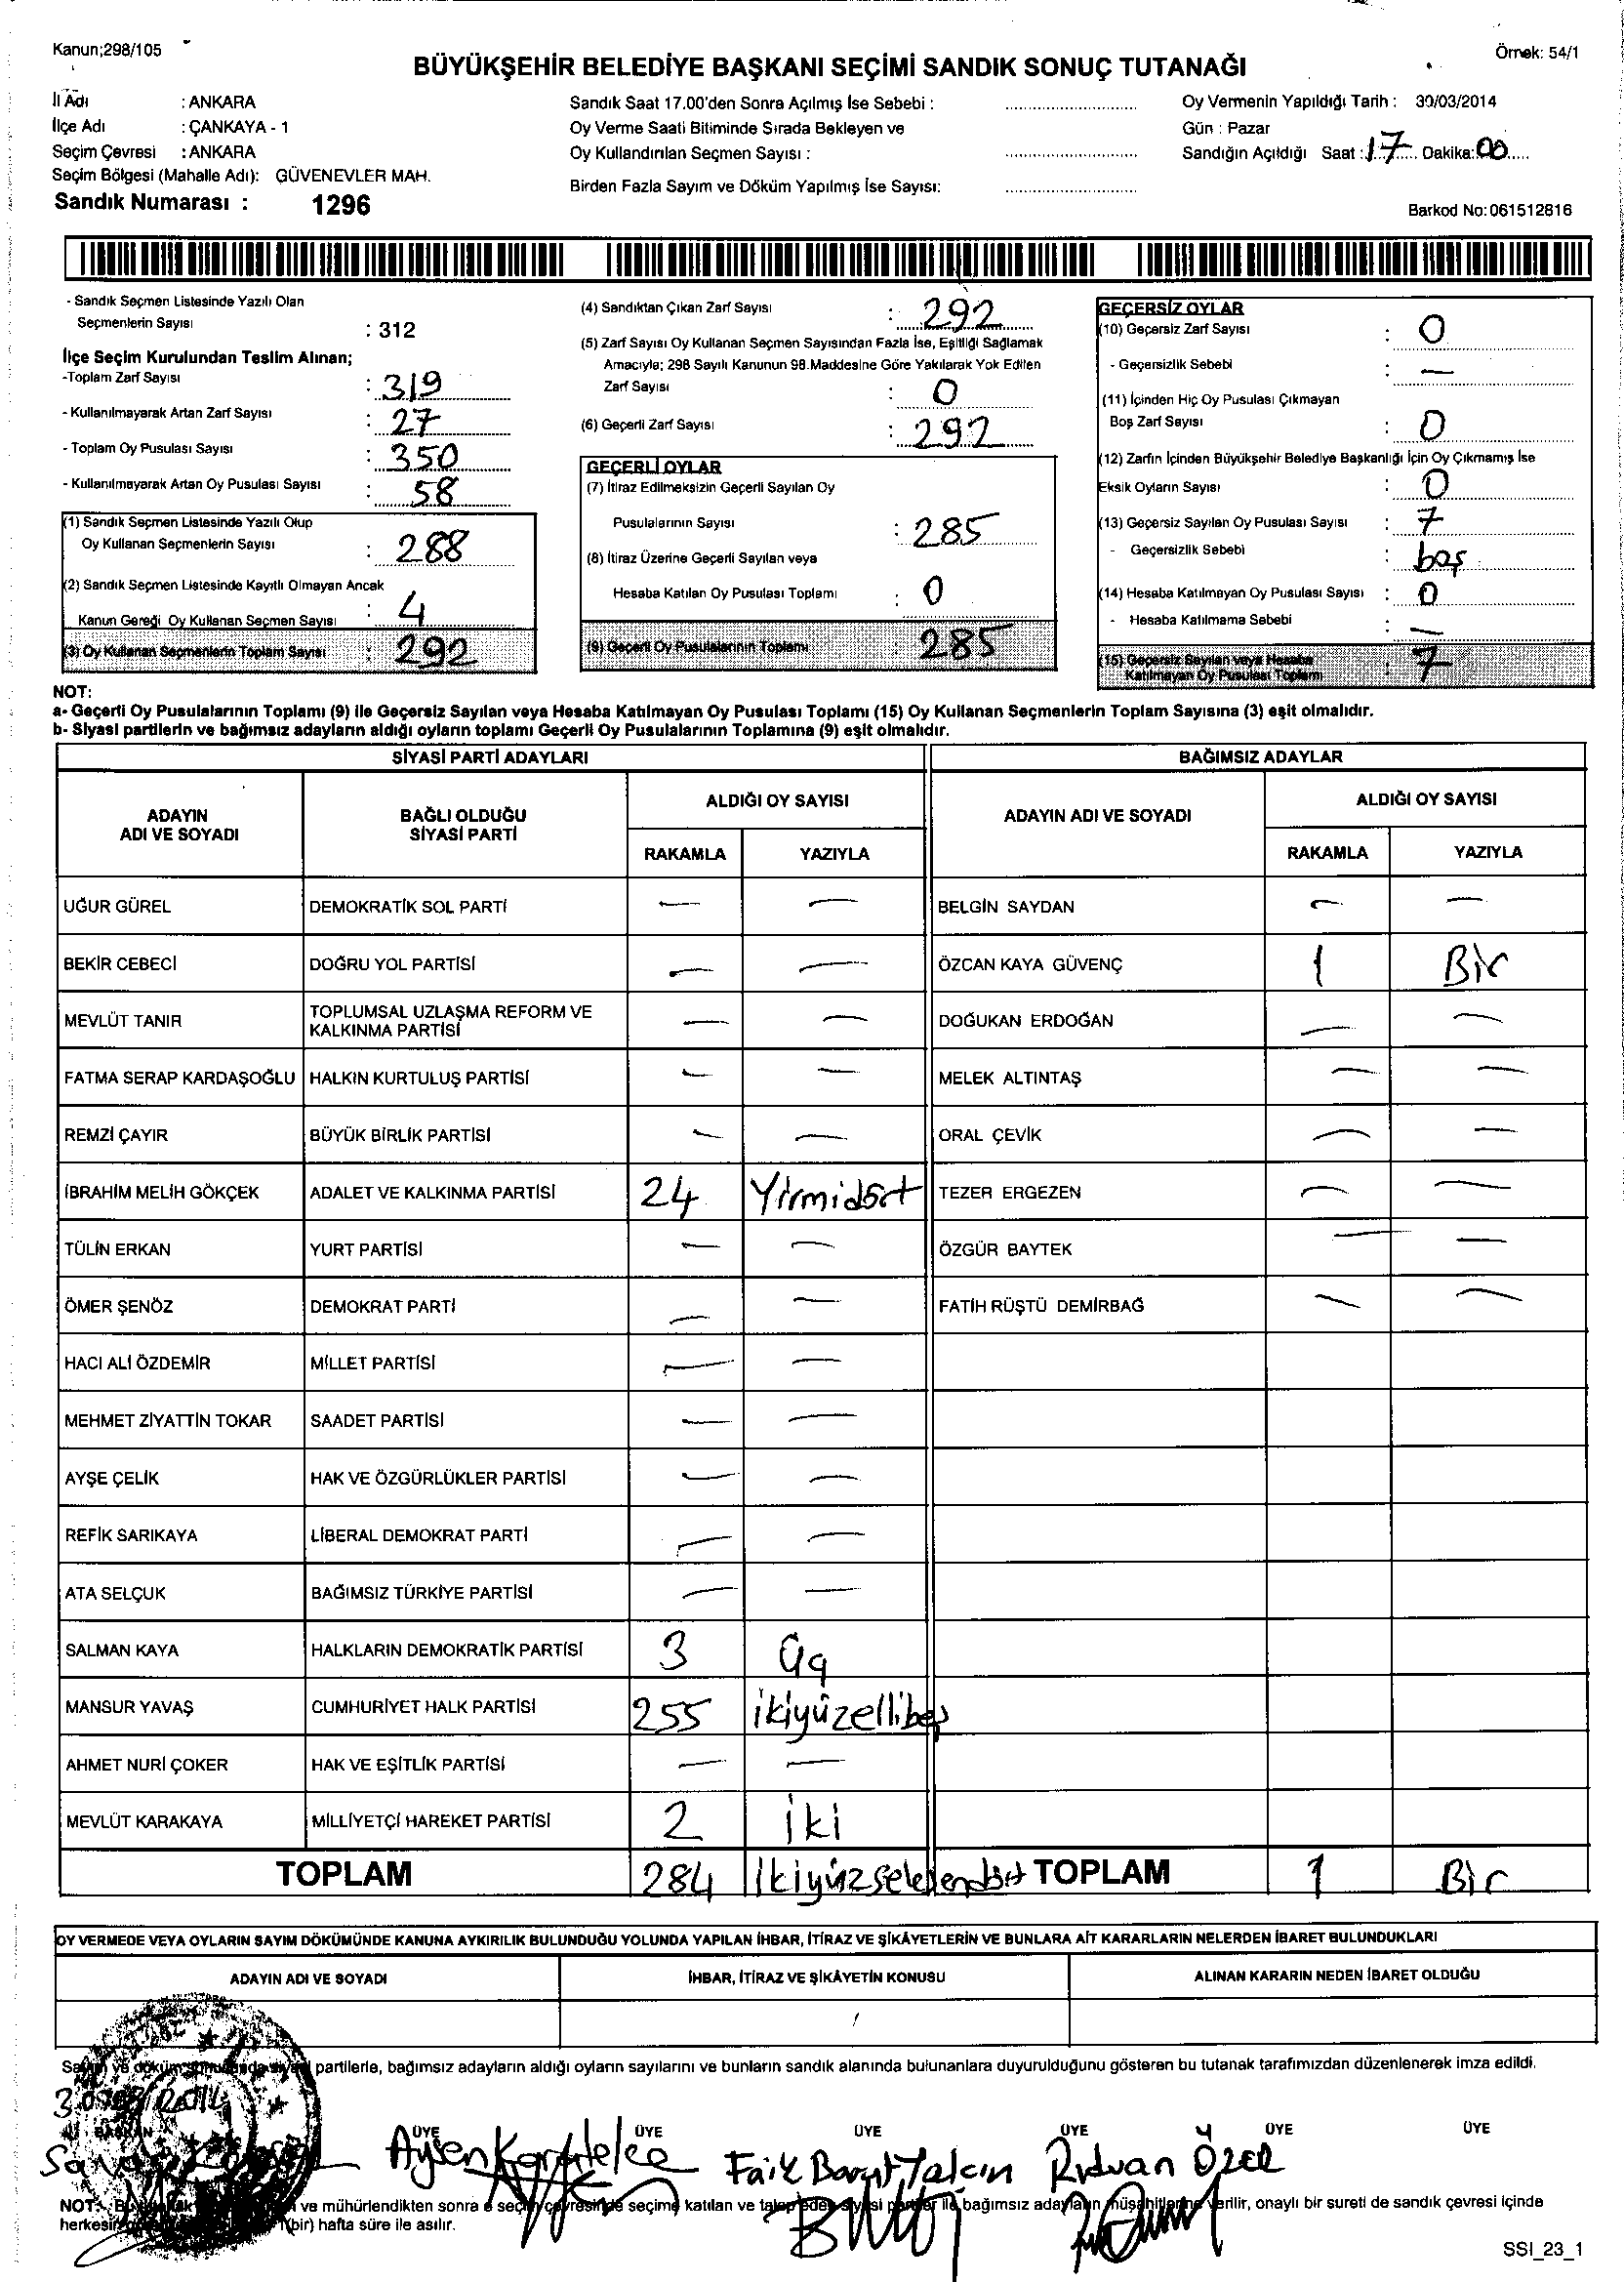 Kanun;298/105
Örnek: 54/1
BÜYÜKŞEHİR BELEDİYE BAŞKANI SEÇİMİ SANDIK SONUÇ TUTANAĞI
İl Adı : ANKARA
İlçe Adı : ÇANKAYA - 1
Seçim Çevresi : ANKARA
Seçim Bölgesi (Mahalle Adı): GÜVENEVLER MAH.
Sandık Numarası : 1296
Sandık Saat 17.00'den Sonra Açılmış İse Sebebi :
Oy Verme Saati Bitiminde Sırada Bekleyen ve
Oy Kullandırılan Seçmen Sayısı :
Birden Fazla Sayım ve Döküm Yapılmış İse Sayısı:
Oy Vermenin Yapıldığı Tarih : 30/03/2014
Gün : Pazar
Sandığın Açıldığı Saat : 17 Dakika: 00
Barkod No: 061512816
- Sandık Seçmen Listesinde Yazılı Olan
Seçmenlerin Sayısı : 312
İlçe Seçim Kurulundan Teslim Alınan;
-Toplam Zarf Sayısı : 319
- Kullanılmayarak Artan Zarf Sayısı : 27
- Toplam Oy Pusulası Sayısı : 350
- Kullanılmayarak Artan Oy Pusulası Sayısı : 58
(1) Sandık Seçmen Listesinde Yazılı Olup
Oy Kullanan Seçmenlerin Sayısı : 288
(2) Sandık Seçmen Listesinde Kayıtlı Olmayan Ancak
Kanun Gereği Oy Kullanan Seçmen Sayısı : 4
(3) Oy Kullanan Seçmenlerin Toplam Sayısı : 292
(4) Sandıktan Çıkan Zarf Sayısı : 292
(5) Zarf Sayısı Oy Kullanan Seçmen Sayısından Fazla İse, Eşitliği Sağlamak
Amacıyla; 298 Sayılı Kanunun 98.Maddesine Göre Yakılarak Yok Edilen
Zarf Sayısı : 0
(6) Geçerli Zarf Sayısı : 292
GEÇERLİ OYLAR
(7) İtiraz Edilmeksizin Geçerli Sayılan Oy
Pusulalarının Sayısı : 285
(8) İtiraz Üzerine Geçerli Sayılan veya
Hesaba Katılan Oy Pusulası Toplamı : 0
(9) Geçerli Oy Pusulalarının Toplamı : 285
GEÇERSİZ OYLAR
(10) Geçersiz Zarf Sayısı : 0
- Geçersizlik Sebebi : —
(11) İçinden Hiç Oy Pusulası Çıkmayan
Boş Zarf Sayısı : 0
(12) Zarfın İçinden Büyükşehir Belediye Başkanlığı İçin Oy Çıkmamış İse
Eksik Oyların Sayısı : 0
(13) Geçersiz Sayılan Oy Pusulası Sayısı : 7
- Geçersizlik Sebebi : boş
(14) Hesaba Katılmayan Oy Pusulası Sayısı : 0
- Hesaba Katılmama Sebebi : —
(15) Geçersiz Sayılan veya Hesaba
Katılmayan Oy Pusulası Toplamı : 7
NOT:
a- Geçerli Oy Pusulalarının Toplamı (9) ile Geçersiz Sayılan veya Hesaba Katılmayan Oy Pusulası Toplamı (15) Oy Kullanan Seçmenlerin Toplam Sayısına (3) eşit olmalıdır.
b- Siyasi partilerin ve bağımsız adayların aldığı oyların toplamı Geçerli Oy Pusulalarının Toplamına (9) eşit olmalıdır.
SİYASİ PARTİ ADAYLARI BAĞIMSIZ ADAYLAR
ADAYIN ADI VE SOYADI BAĞLI OLDUĞU SİYASİ PARTİ ALDIĞI OY SAYISI ADAYIN ADI VE SOYADI ALDIĞI OY SAYISI
RAKAMLA YAZIYLA RAKAMLA YAZIYLA
UĞUR GÜREL DEMOKRATİK SOL PARTİ — — BELGİN SAYDAN — —
BEKİR CEBECİ DOĞRU YOL PARTİSİ — — ÖZCAN KAYA GÜVENÇ 1 Bir
MEVLÜT TANIR TOPLUMSAL UZLAŞMA REFORM VE KALKINMA PARTİSİ — — DOĞUKAN ERDOĞAN — —
FATMA SERAP KARDAŞOĞLU HALKIN KURTULUŞ PARTİSİ — — MELEK ALTINTAŞ — —
REMZİ ÇAYIR BÜYÜK BİRLİK PARTİSİ — — ORAL ÇEVİK — —
İBRAHİM MELİH GÖKÇEK ADALET VE KALKINMA PARTİSİ 24 Yirmidört TEZER ERGEZEN — —
TÜLİN ERKAN YURT PARTİSİ — — ÖZGÜR BAYTEK — —
ÖMER ŞENÖZ DEMOKRAT PARTİ — — FATİH RÜŞTÜ DEMİRBAĞ — —
HACI ALİ ÖZDEMİR MİLLET PARTİSİ — —
MEHMET ZİYATTİN TOKAR SAADET PARTİSİ — —
AYŞE ÇELİK HAK VE ÖZGÜRLÜKLER PARTİSİ — —
REFİK SARIKAYA LİBERAL DEMOKRAT PARTİ — —
ATA SELÇUK BAĞIMSIZ TÜRKİYE PARTİSİ — —
SALMAN KAYA HALKLARIN DEMOKRATİK PARTİSİ 3 Üç
MANSUR YAVAŞ CUMHURİYET HALK PARTİSİ 255 ikiyüzellibeş
AHMET NURİ ÇOKER HAK VE EŞİTLİK PARTİSİ — —
MEVLÜT KARAKAYA MİLLİYETÇİ HAREKET PARTİSİ 2 İki
TOPLAM 284 TOPLAM 1 Bir
OY VERMEDE VEYA OYLARIN SAYIM DÖKÜMÜNDE KANUNA AYKIRILIK BULUNDUĞU YOLUNDA YAPILAN İHBAR, İTİRAZ VE ŞİKÂYETLERİN VE BUNLARA AİT KARARLARIN NELERDEN İBARET BULUNDUKLARI
ADAYIN ADI VE SOYADI İHBAR, İTİRAZ VE ŞİKÂYETİN KONUSU ALINAN KARARIN NEDEN İBARET OLDUĞU
partilerle, bağımsız adayların aldığı oyların sayılarını ve bunların sandık alanında bulunanlara duyurulduğunu gösteren bu tutanak tarafımızdan düzenlenerek imza edildi.
BAŞKAN ÜYE ÜYE ÜYE ÜYE ÜYE ÜYE
Ayşen Faik Yalçın Rıdvan ÖZER
NOT: ve mühürlendikten sonra seçim çevresinde seçime katılan ve talep eden siyasi partiler ile bağımsız adayların müşahitlerine verilir, onaylı bir sureti de sandık çevresi içinde
(bir) hafta süre ile asılır.
SSI_23_1